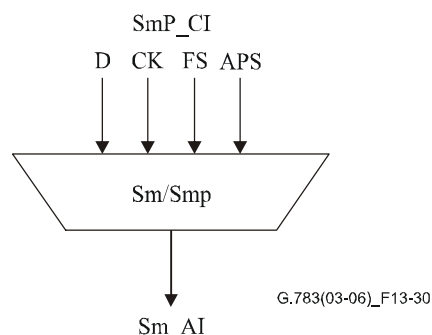 SmP_CI
D CK FS APS
Sm/Smp
G.783(03-06)_F13-30
Sm_AI